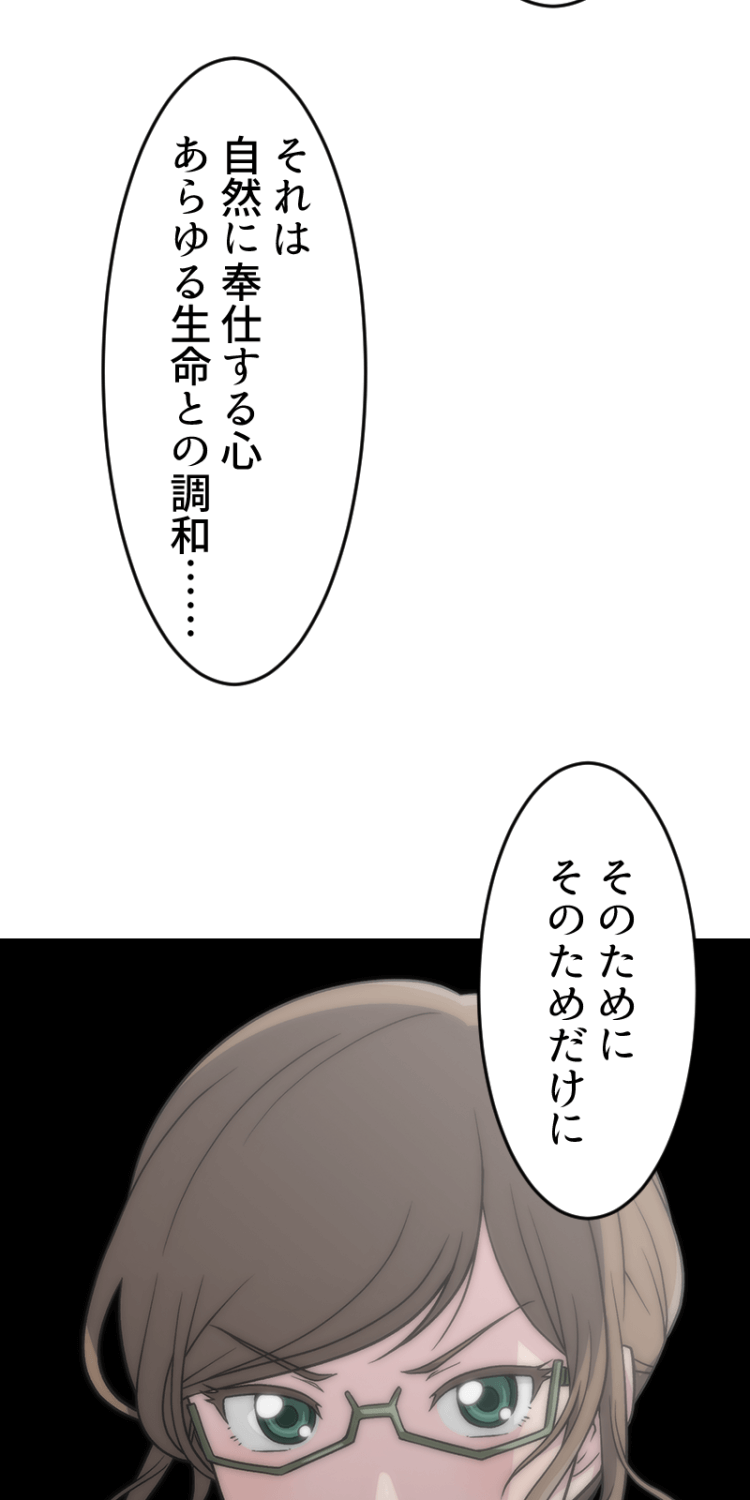 それは
自然に奉仕する心
あらゆる生命との調和……
そのために
そのためだけに